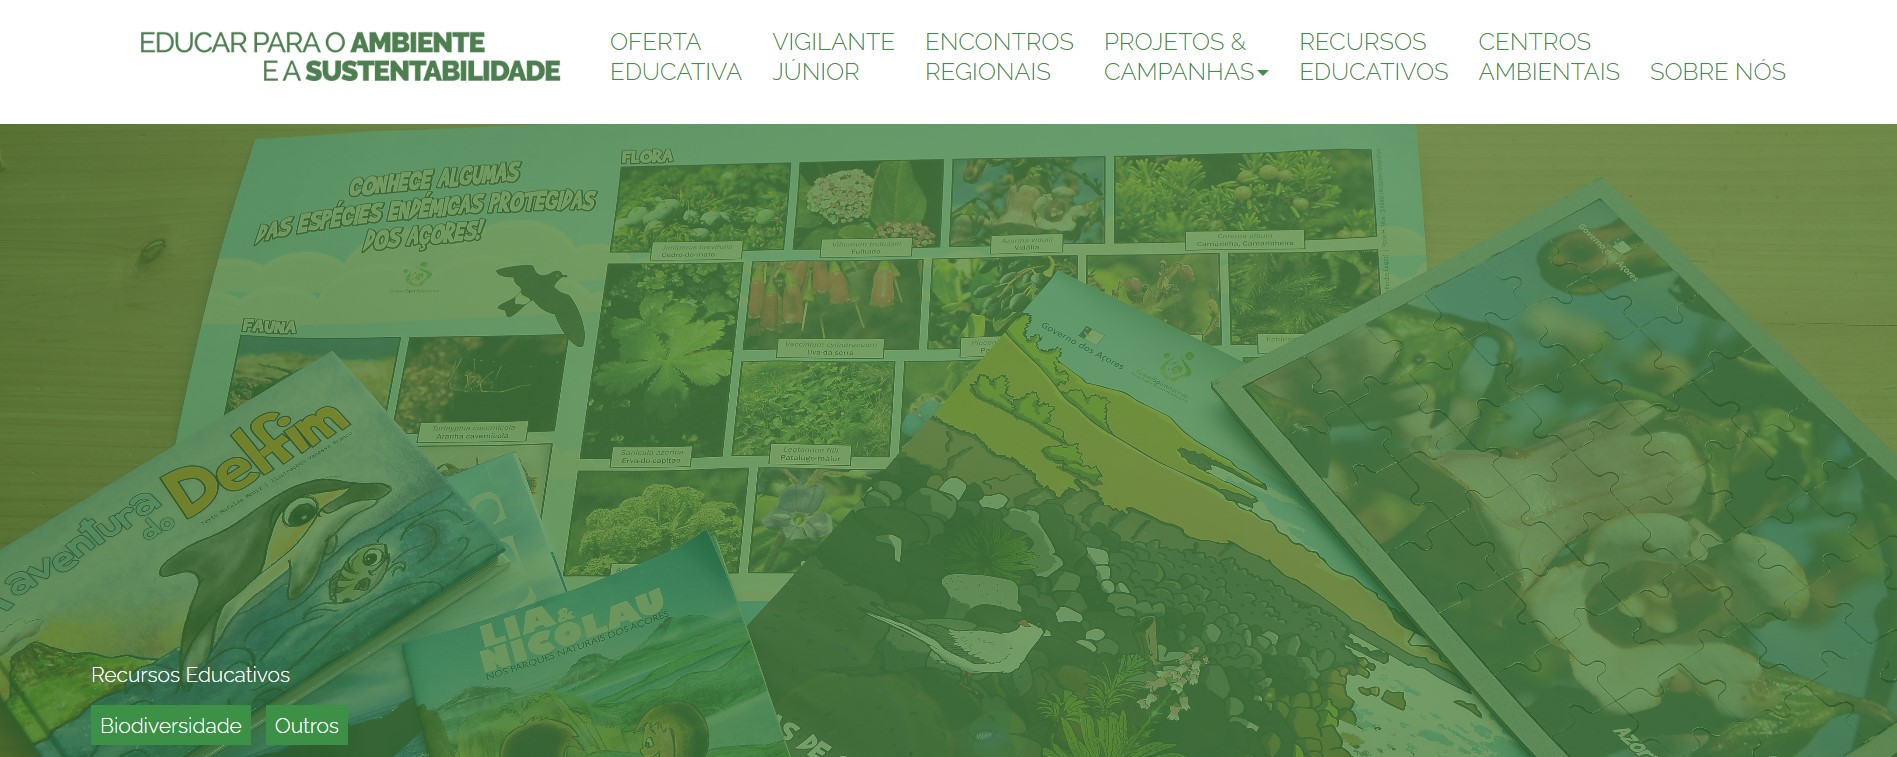 EDUCAR PARA O AMBIENTE
E A SUSTENTABILIDADE
OFERTA
EDUCATIVA
VIGILANTE
JÚNIOR
ENCONTROS
REGIONAIS
PROJETOS &
CAMPANHAS
RECURSOS
EDUCATIVOS
CENTROS
AMBIENTAIS
SOBRE NÓS
CONHECE ALGUMAS
DAS ESPÉCIES ENDÉMICAS PROTEGIDAS
DOS AÇORES!
FLORA
Juniperus brevifolia
Cedro-do-mato
Folhado
Azorina vidalii
Vidália
Corema album
Camarinha, Camarinheira
Vaccinium cylindraceum
Uva-da-serra
Sanicula azorica
Erva-do-capitão
Leontodon filii
Patalugo-maior
FAUNA
Turinyphia cavernicola
Aranha cavernícola
aventura
do
Delfim
LIA &
NICOLAU
NOS PARQUES NATURAIS DOS AÇORES
Governo dos Açores
Governo dos Açores
Recursos Educativos
Biodiversidade
Outros